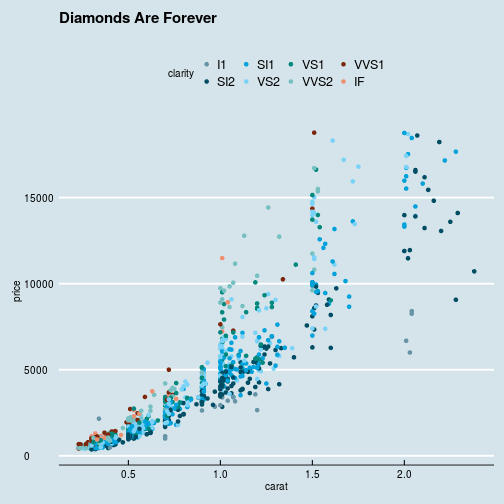 Diamonds Are Forever
clarity
I1 SI1 VS1 VVS1
SI2 VS2 VVS2 IF
15000
10000
5000
0
price
0.5 1.0 1.5 2.0
carat